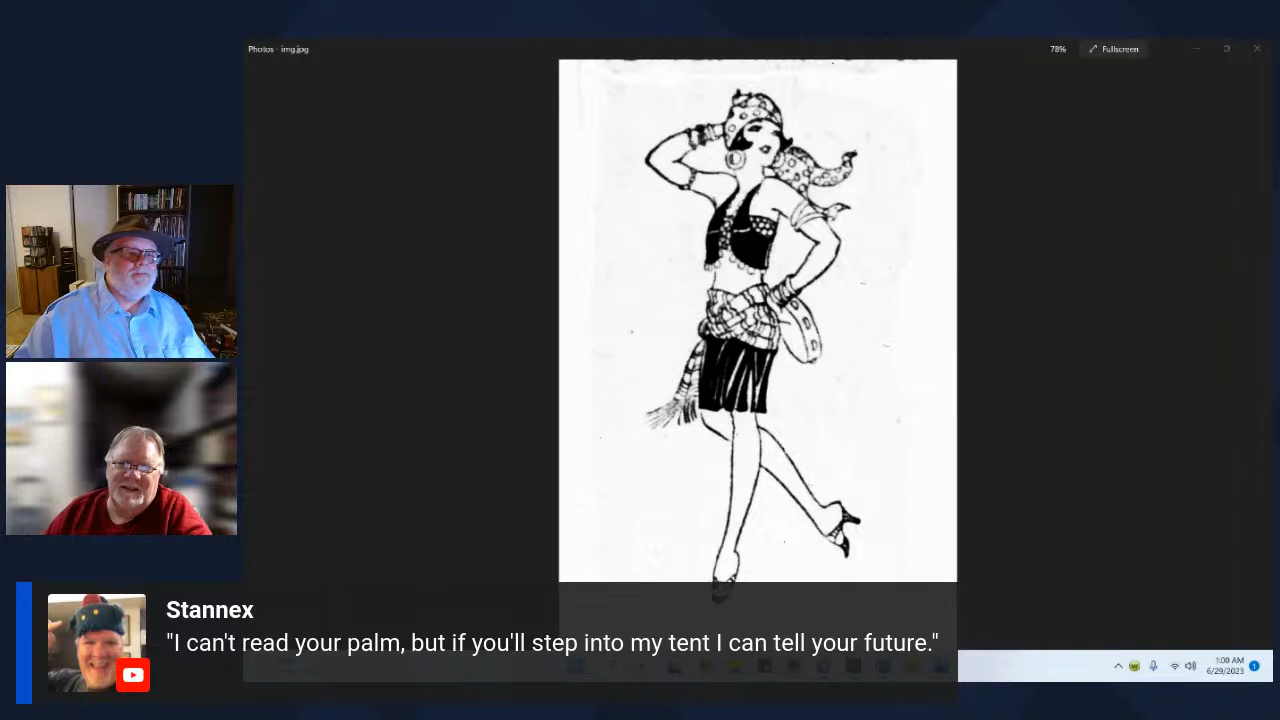 Photos - img.jpg
78%
Fullscreen
Stannex
"I can't read your palm, but if you'll step into my tent I can tell your future."
1:00 AM
6/29/2023
1